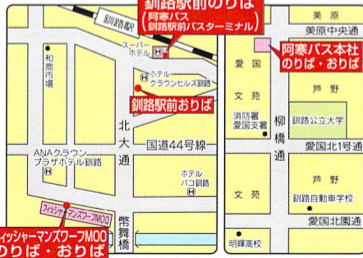 釧路駅前のりば
(阿寒バス
釧路駅前バスターミナル)
釧路駅
スーパー
ホテル
和商市場
ホテル
クラウンヒルズ釧路
釧路駅前おりば
北大通
国道44号線
ANAクラウン
プラザホテル釧路
ホテル
パコ釧路
フィッシャーマンズワーフMOO
フィッシャーマンズワーフMOO
のりば・おりば
幣舞橋
美原
美原中央通
阿寒バス本社
のりば・おりば
愛国
文苑
芦野
消防署
愛国支署
柳橋通
釧路公立大学
愛国北1号通
芦野
文苑
釧路自動車学校
愛国北園通
明輝高校